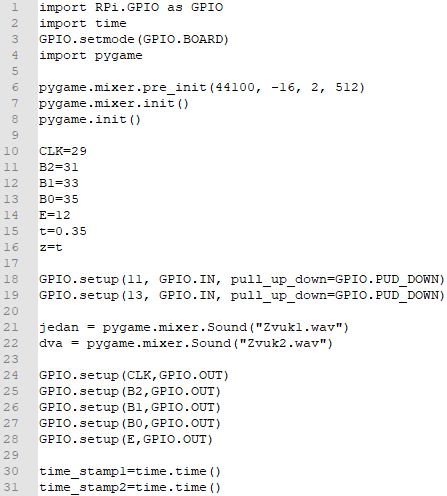 1 import RPi.GPIO as GPIO
2 import time
3 GPIO.setmode(GPIO.BOARD)
4 import pygame
5
6 pygame.mixer.pre_init(44100, -16, 2, 512)
7 pygame.mixer.init()
8 pygame.init()
9
10 CLK=29
11 B2=31
12 B1=33
13 B0=35
14 E=12
15 t=0.35
16 z=t
17
18 GPIO.setup(11, GPIO.IN, pull_up_down=GPIO.PUD_DOWN)
19 GPIO.setup(13, GPIO.IN, pull_up_down=GPIO.PUD_DOWN)
20
21 jedan = pygame.mixer.Sound("Zvuk1.wav")
22 dva = pygame.mixer.Sound("Zvuk2.wav")
23
24 GPIO.setup(CLK,GPIO.OUT)
25 GPIO.setup(B2,GPIO.OUT)
26 GPIO.setup(B1,GPIO.OUT)
27 GPIO.setup(B0,GPIO.OUT)
28 GPIO.setup(E,GPIO.OUT)
29
30 time_stamp1=time.time()
31 time_stamp2=time.time()